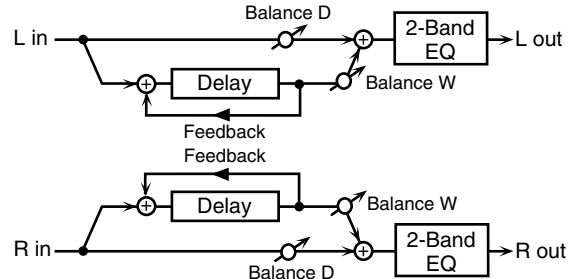 Balance D
L in
2-Band
EQ
L out
Delay
Balance W
Feedback
Feedback
Delay
Balance W
R in
2-Band
EQ
R out
Balance D